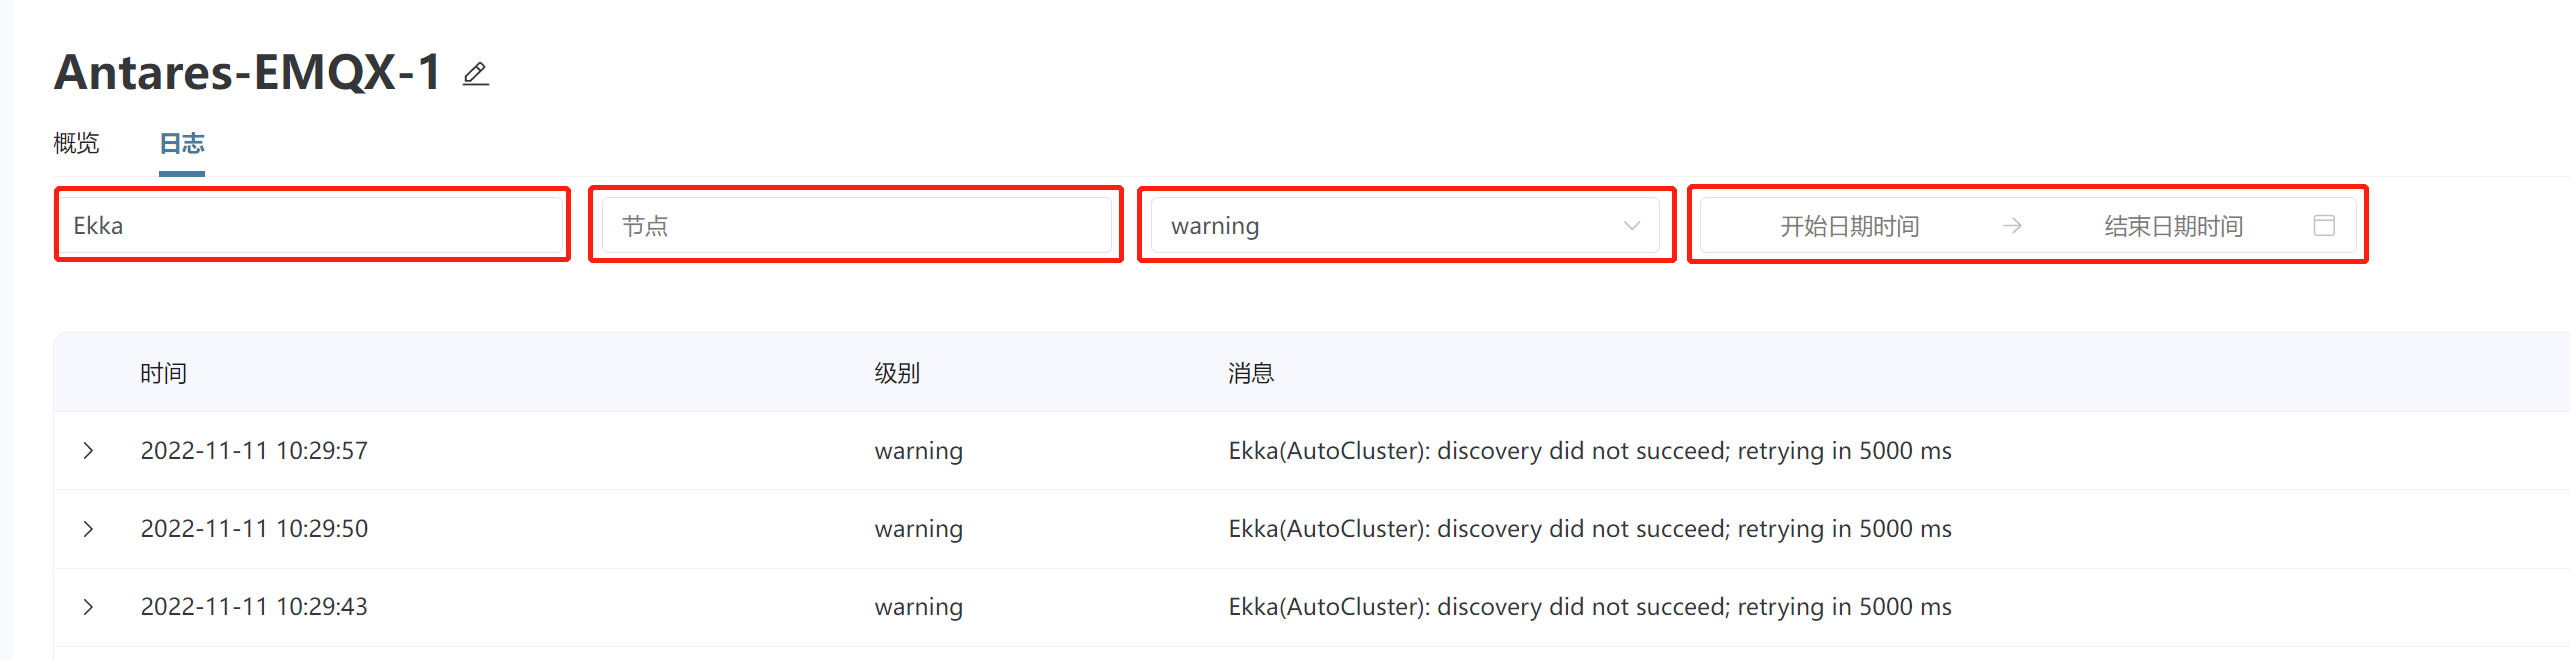 Antares-EMQX-1
概览 日志
Ekka 节点 warning 开始日期时间 → 结束日期时间
时间 级别 消息
2022-11-11 10:29:57 warning Ekka(AutoCluster): discovery did not succeed; retrying in 5000 ms
2022-11-11 10:29:50 warning Ekka(AutoCluster): discovery did not succeed; retrying in 5000 ms
2022-11-11 10:29:43 warning Ekka(AutoCluster): discovery did not succeed; retrying in 5000 ms